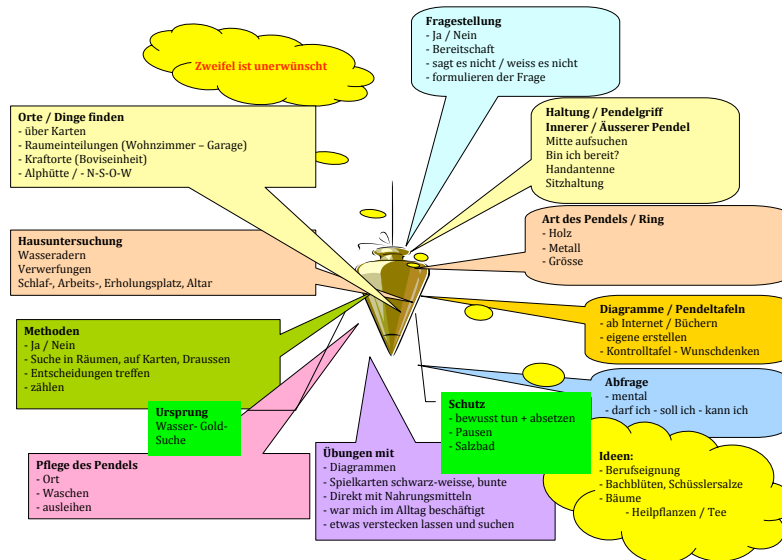 Zweifel ist unerwünscht
Fragestellung
- Ja / Nein
- Bereitschaft
- sagt es nicht / weiss es nicht
- formulieren der Frage
Orte / Dinge finden
- über Karten
- Raumeinteilungen (Wohnzimmer – Garage)
- Kraftorte (Boviseinheit)
- Alphütte / - N-S-O-W
Haltung / Pendelgriff
Innerer / Äusserer Pendel
Mitte aufsuchen
Bin ich bereit?
Handantenne
Sitzhaltung
Art des Pendels / Ring
- Holz
- Metall
- Grösse
Hausuntersuchung
Wasseradern
Verwerfungen
Schlaf-, Arbeits-, Erholungsplatz, Altar
Diagramme / Pendeltafeln
- ab Internet / Büchern
- eigene erstellen
- Kontrolltafel - Wunschdenken
Methoden
- Ja / Nein
- Suche in Räumen, auf Karten, Draussen
- Entscheidungen treffen
- zählen
Abfrage
- mental
- darf ich - soll ich - kann ich
Ursprung
Wasser- Gold-
Suche
Schutz
- bewusst tun + absetzen
- Pausen
- Salzbad
Pflege des Pendels
- Ort
- Waschen
- ausleihen
Übungen mit
- Diagrammen
- Spielkarten schwarz-weisse, bunte
- Direkt mit Nahrungsmitteln
- war mich im Alltag beschäftigt
- etwas verstecken lassen und suchen
Ideen:
- Berufseignung
- Bachblüten, Schüsslersalze
- Bäume
- Heilpflanzen / Tee